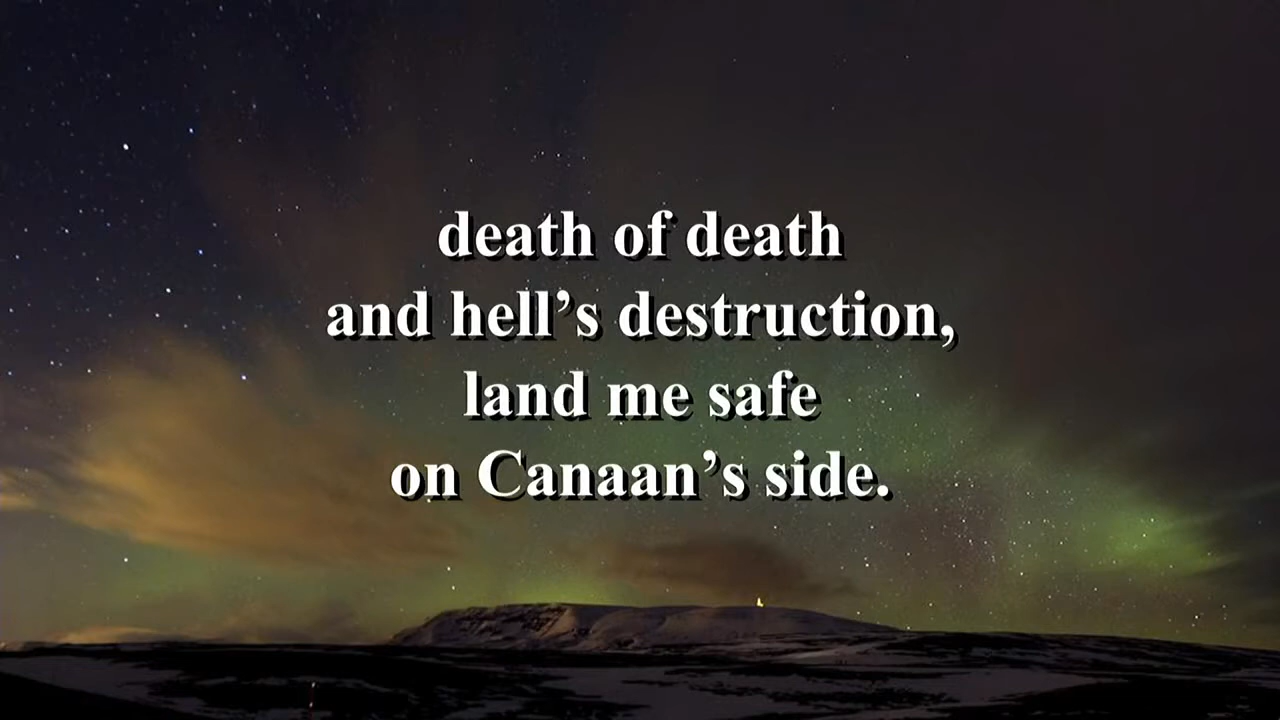 death of death
and hell’s destruction,
land me safe
on Canaan’s side.